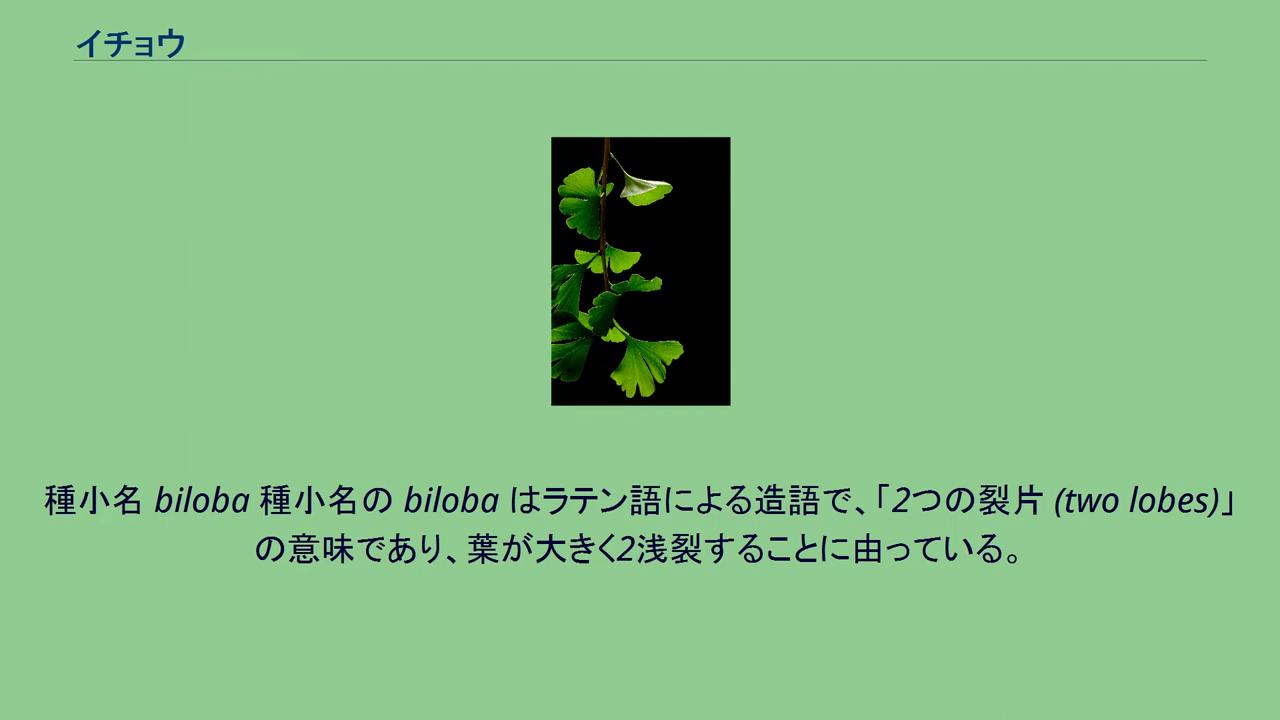 イチョウ
種小名 biloba 種小名の biloba はラテン語による造語で、「2つの裂片 (two lobes)」
の意味であり、葉が大きく2浅裂することに由っている。